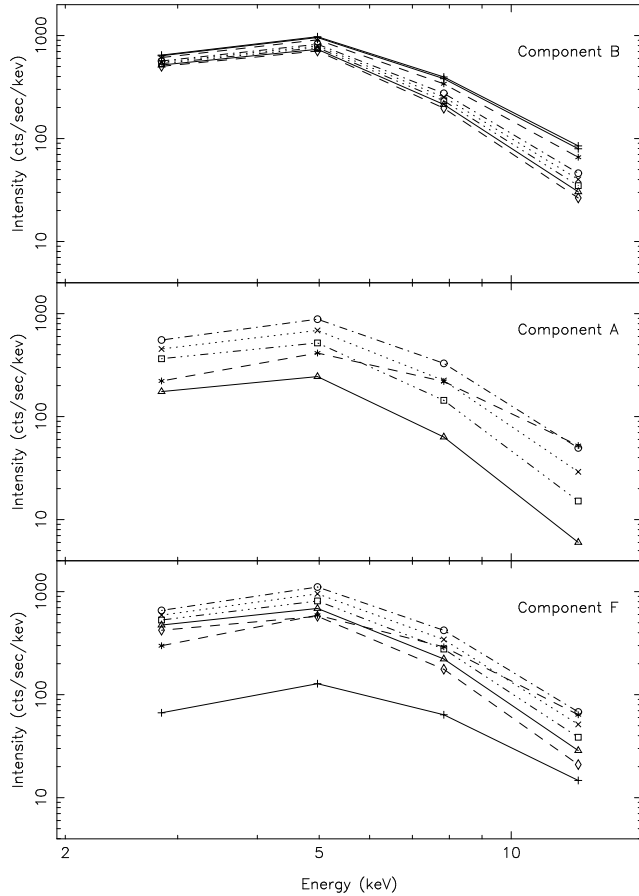 1000
100
10
Intensity (cts/sec/kev)
Component B
1000
100
10
Intensity (cts/sec/kev)
Component A
1000
100
10
Intensity (cts/sec/kev)
Component F
2
5
10
Energy (keV)